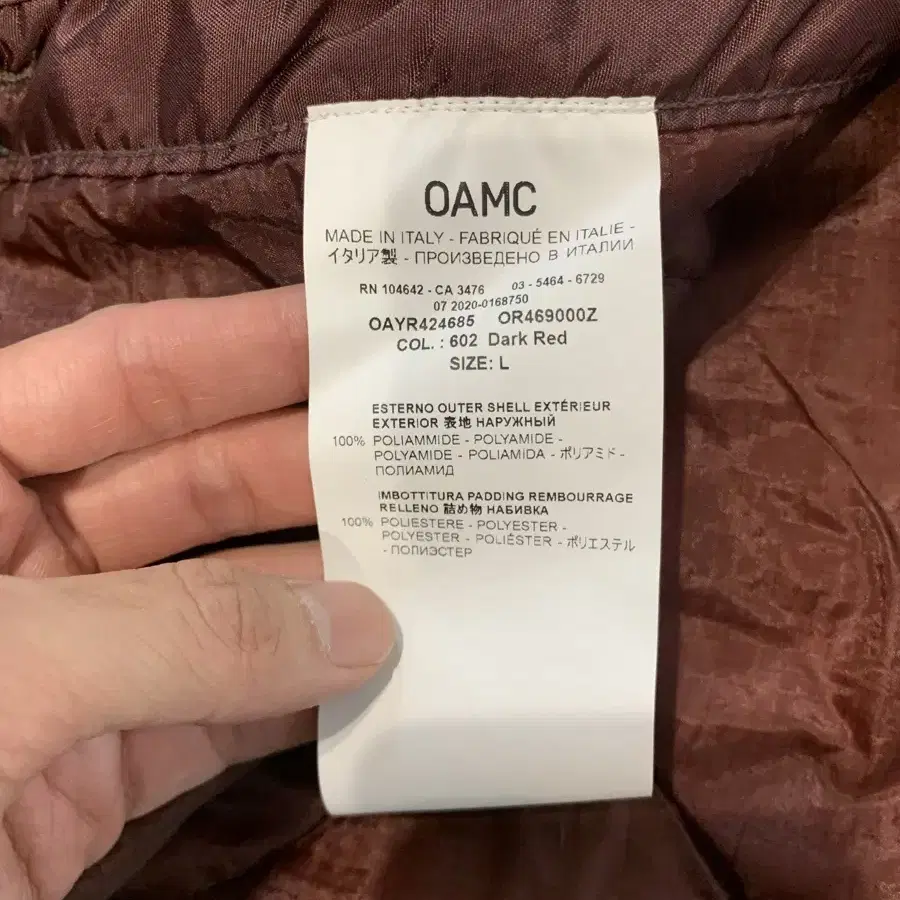 OAMC
MADE IN ITALY - FABRIQUÉ EN ITALIE -
イタリア製 - ПРОИЗВЕДЕНО В ИТАЛИИ
RN 104642 - CA 3476 03 - 5464 - 6729
07 2020-0168750
OAYR424685 OR469000Z
COL. : 602 Dark Red
SIZE: L
ESTERNO OUTER SHELL EXTÉRIEUR
EXTERIOR 表地 НАРУЖНЫЙ
100% POLIAMMIDE - POLYAMIDE -
POLYAMIDE - POLIAMIDA - ポリアミド -
ПОЛИАМИД
IMBOTTITURA PADDING REMBOURRAGE
RELLENO 詰め物 НАБИВКА
100% POLIESTERE - POLYESTER -
POLYESTER - POLIÉSTER - ポリエステル
- ПОЛИЭСТЕР